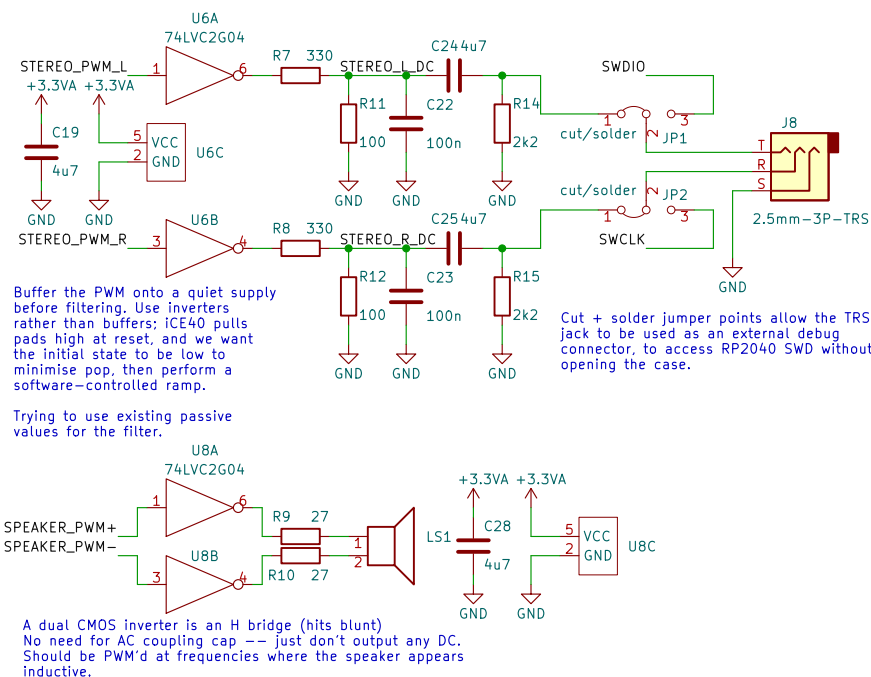 U6A
74LVC2G04
STEREO_PWM_L
1
6
R7 330
STEREO_L_DC
C24 4u7
SWDIO
+3.3VA +3.3VA
C19
4u7
5 VCC
2 GND
U6C
GND GND
R11
100
C22
100n
R14
2k2
GND GND GND
1
2
3
cut/solder
JP1
J8
T
R
S
2.5mm-3P-TRS
cut/solder
JP2
1
2
3
SWCLK
GND
U6B
STEREO_PWM_R
3
4
R8 330
STEREO_R_DC
C25 4u7
R12
100
C23
100n
R15
2k2
GND GND GND
Buffer the PWM onto a quiet supply
before filtering. Use inverters
rather than buffers; iCE40 pulls
pads high at reset, and we want
the initial state to be low to
minimise pop, then perform a
software-controlled ramp.
Trying to use existing passive
values for the filter.
Cut + solder jumper points allow the TRS
jack to be used as an external debug
connector, to access RP2040 SWD without
opening the case.
U8A
74LVC2G04
1
6
SPEAKER_PWM+
SPEAKER_PWM-
U8B
3
4
R9 27
R10 27
1
2
LS1
+3.3VA +3.3VA
C28
4u7
5 VCC
2 GND
U8C
GND GND
A dual CMOS inverter is an H bridge (hits blunt)
No need for AC coupling cap -- just don't output any DC.
Should be PWM'd at frequencies where the speaker appears
inductive.